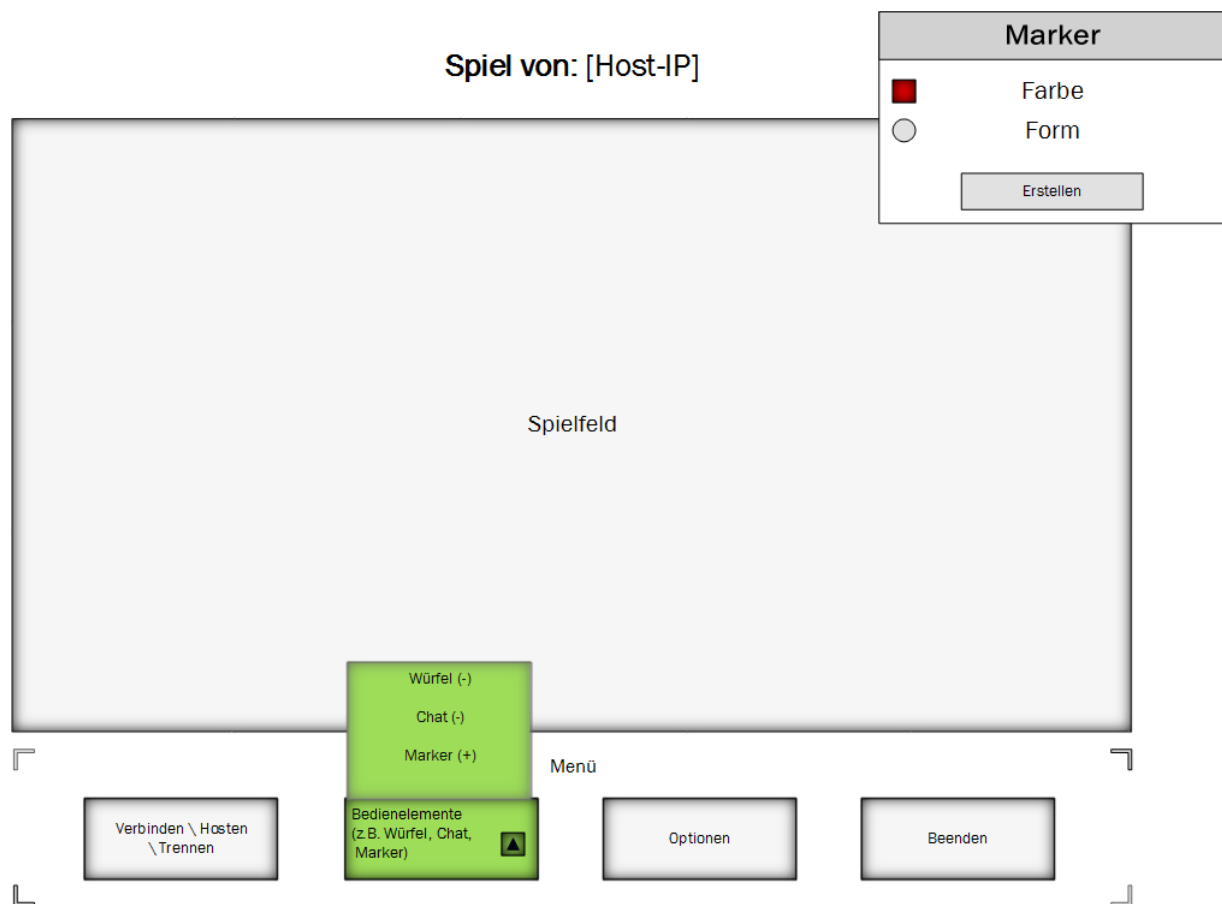 Marker
Spiel von: [Host-IP]
Farbe
Form
Erstellen
Spielfeld
Würfel (-)
Chat (-)
Marker (+)
Menü
Verbinden \ Hosten
\ Trennen
Bedienelemente
(z.B. Würfel, Chat,
Marker)
Optionen
Beenden